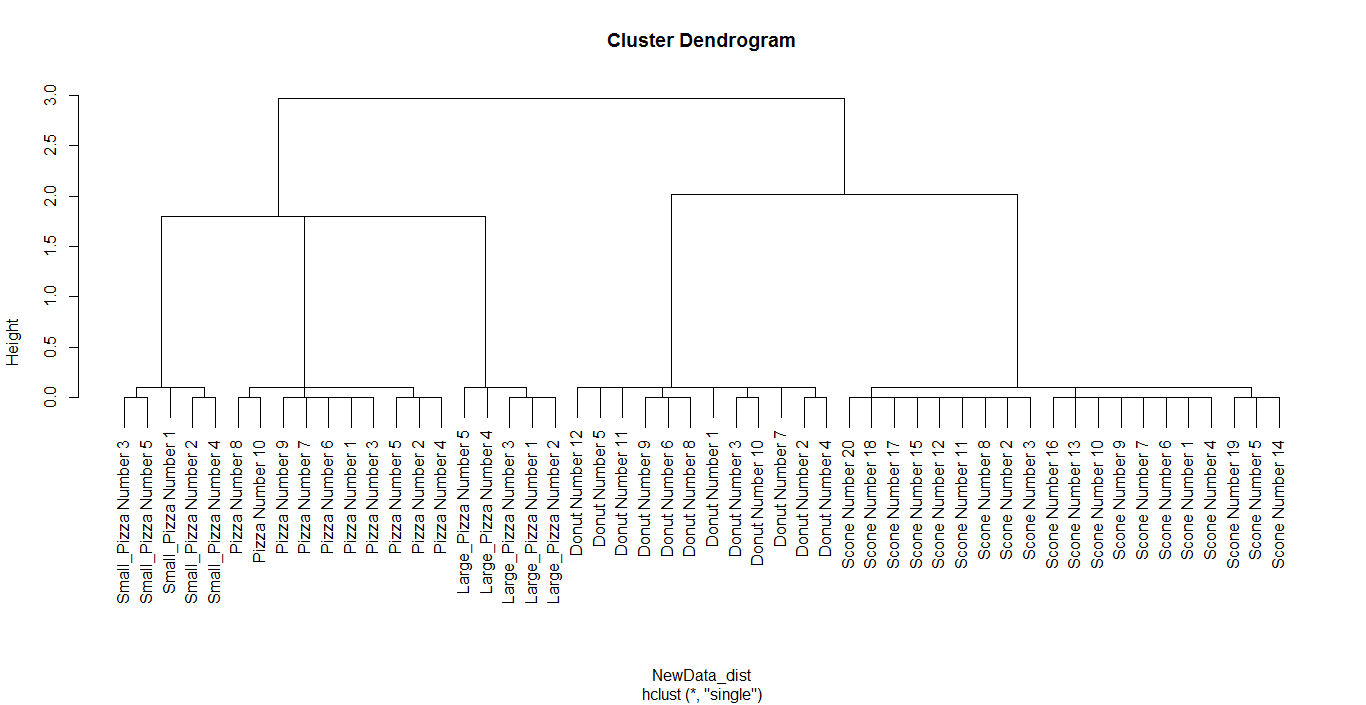 Cluster Dendrogram
3.0
2.5
2.0
1.5
1.0
0.5
0.0
Height
Small_Pizza Number 3
Small_Pizza Number 5
Small_Pizza Number 1
Small_Pizza Number 2
Small_Pizza Number 4
Pizza Number 8
Pizza Number 10
Pizza Number 9
Pizza Number 7
Pizza Number 6
Pizza Number 1
Pizza Number 3
Pizza Number 5
Pizza Number 2
Pizza Number 4
Large_Pizza Number 5
Large_Pizza Number 4
Large_Pizza Number 3
Large_Pizza Number 1
Large_Pizza Number 2
Donut Number 12
Donut Number 5
Donut Number 11
Donut Number 9
Donut Number 6
Donut Number 8
Donut Number 1
Donut Number 3
Donut Number 10
Donut Number 7
Donut Number 2
Donut Number 4
Scone Number 20
Scone Number 18
Scone Number 17
Scone Number 15
Scone Number 12
Scone Number 11
Scone Number 8
Scone Number 2
Scone Number 3
Scone Number 16
Scone Number 13
Scone Number 10
Scone Number 9
Scone Number 7
Scone Number 6
Scone Number 1
Scone Number 4
Scone Number 19
Scone Number 5
Scone Number 14
NewData_dist
hclust (*, "single")